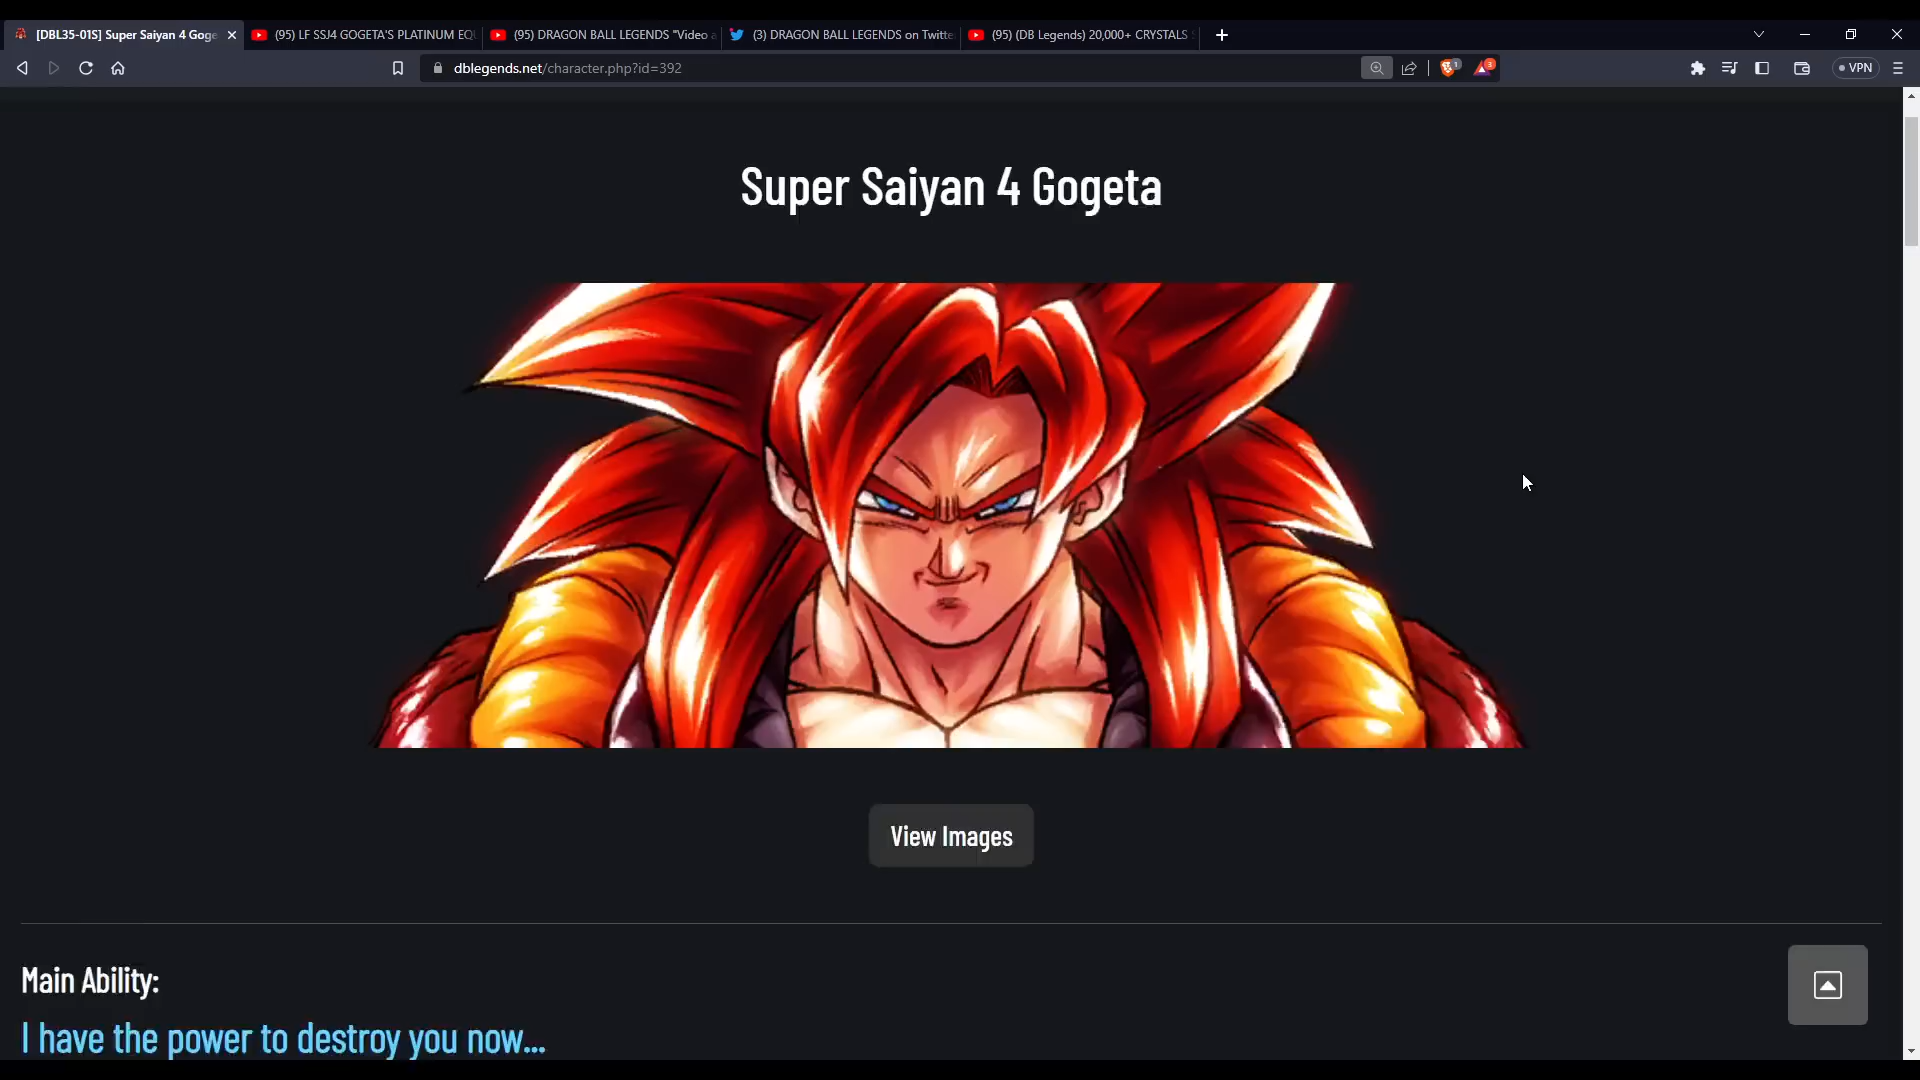 [DBL35-01S] Super Saiyan 4 Goge
(95) LF SSJ4 GOGETA'S PLATINUM EQ
(95) DRAGON BALL LEGENDS "Video a
(3) DRAGON BALL LEGENDS on Twitte
(95) (DB Legends) 20,000+ CRYSTALS
dblegends.net/character.php?id=392
1
3
VPN
Super Saiyan 4 Gogeta
View Images
Main Ability:
I have the power to destroy you now...